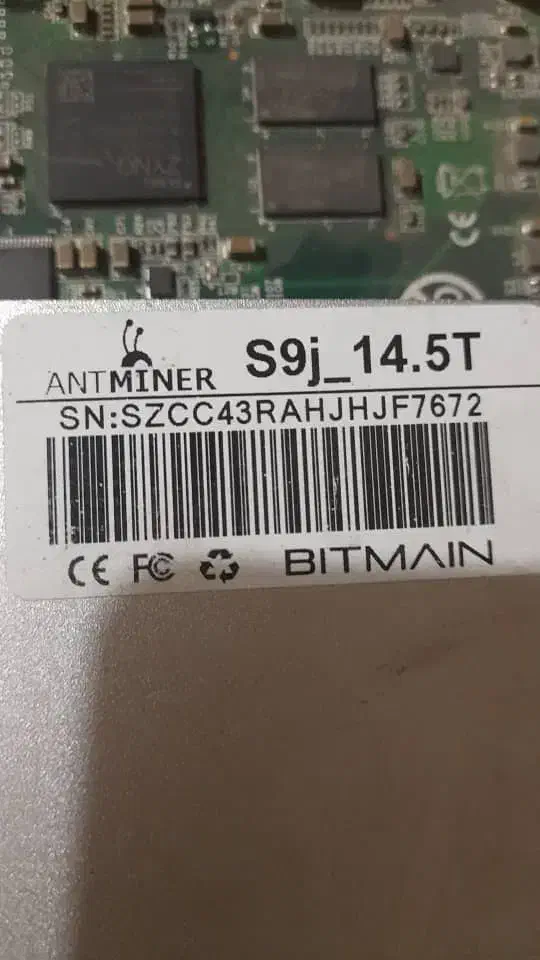 ZYNQ
ANTMINER S9j_14.5T
SN:SZCC43RAHJHJF7672
CE FC BITMAIN